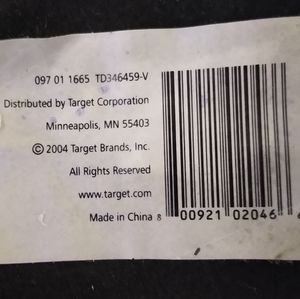 097 01 1665 TD346459-V
Distributed by Target Corporation
Minneapolis, MN 55403
© 2004 Target Brands, Inc.
All Rights Reserved
www.target.com
Made in China
8 00921 02046